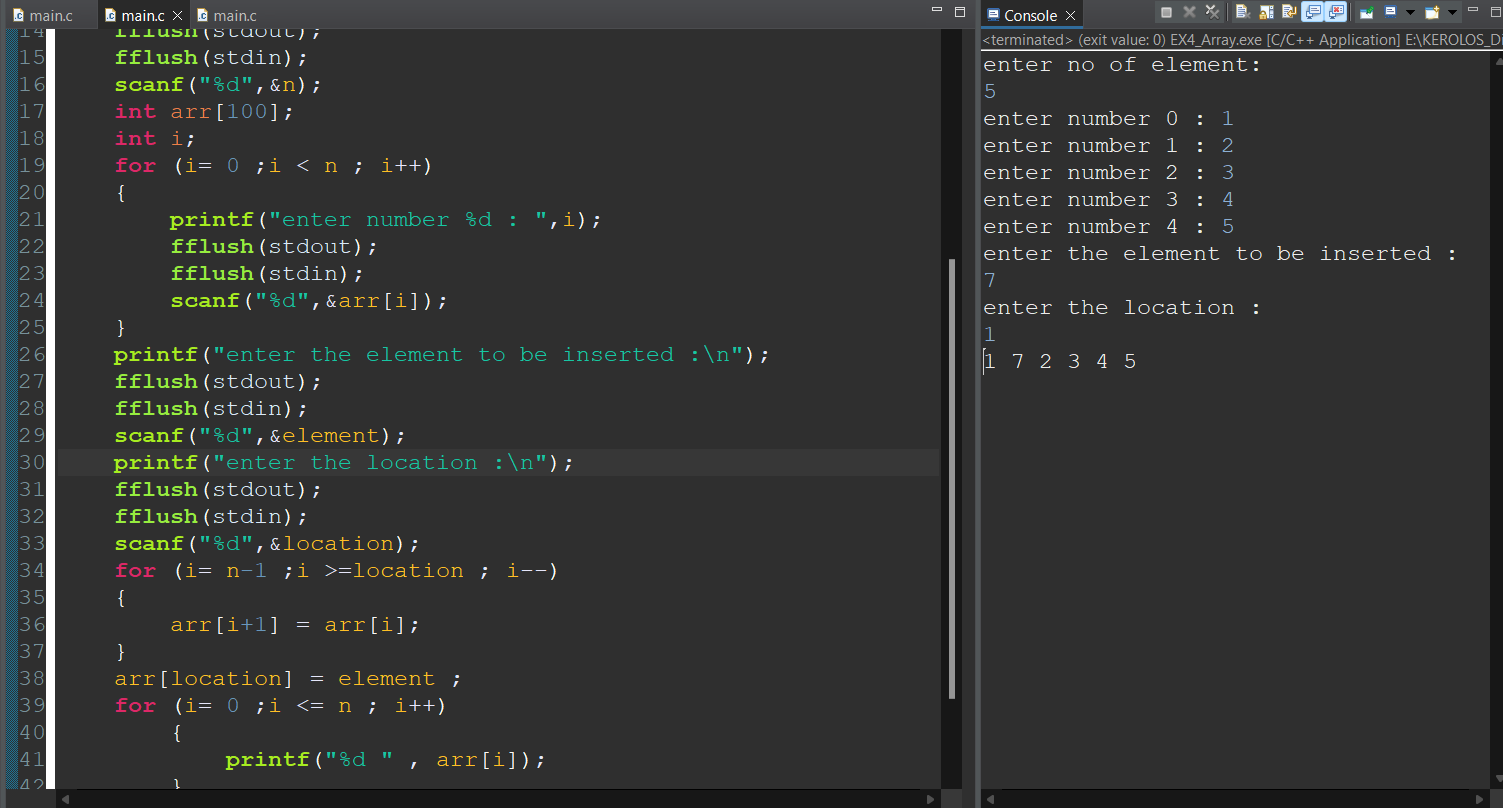 main.c
main.c
main.c
14 fflush(stdout);
15 fflush(stdin);
16 scanf("%d",&n);
17 int arr[100];
18 int i;
19 for (i= 0 ;i < n ; i++)
20 {
21 printf("enter number %d : ",i);
22 fflush(stdout);
23 fflush(stdin);
24 scanf("%d",&arr[i]);
25 }
26 printf("enter the element to be inserted :\n");
27 fflush(stdout);
28 fflush(stdin);
29 scanf("%d",&element);
30 printf("enter the location :\n");
31 fflush(stdout);
32 fflush(stdin);
33 scanf("%d",&location);
34 for (i= n-1 ;i >=location ; i--)
35 {
36 arr[i+1] = arr[i];
37 }
38 arr[location] = element ;
39 for (i= 0 ;i <= n ; i++)
40 {
41 printf("%d " , arr[i]);
42 }
Console
<terminated> (exit value: 0) EX4_Array.exe [C/C++ Application] E:\KEROLOS_Di
enter no of element:
5
enter number 0 : 1
enter number 1 : 2
enter number 2 : 3
enter number 3 : 4
enter number 4 : 5
enter the element to be inserted :
7
enter the location :
1
1 7 2 3 4 5